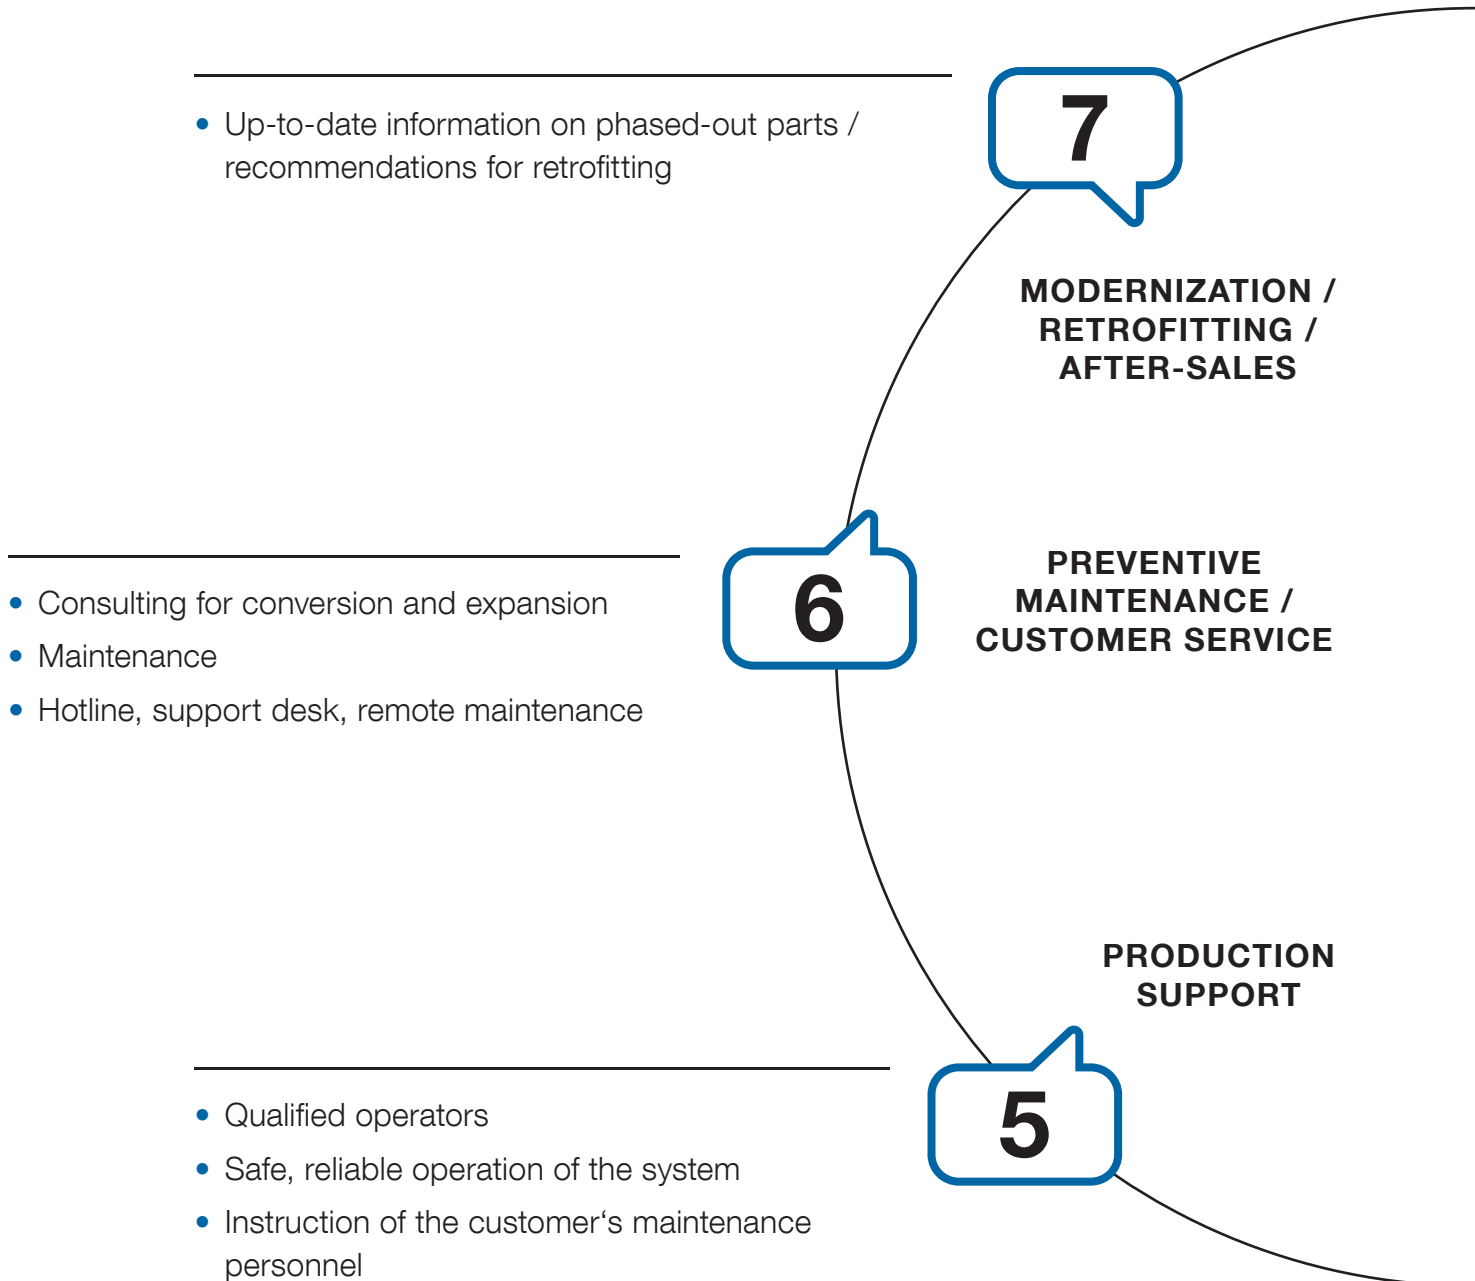 • Up-to-date information on phased-out parts /
recommendations for retrofitting
7
MODERNIZATION /
RETROFITTING /
AFTER-SALES
• Consulting for conversion and expansion
• Maintenance
• Hotline, support desk, remote maintenance
6
PREVENTIVE
MAINTENANCE /
CUSTOMER SERVICE
PRODUCTION
SUPPORT
5
• Qualified operators
• Safe, reliable operation of the system
• Instruction of the customer‘s maintenance
personnel